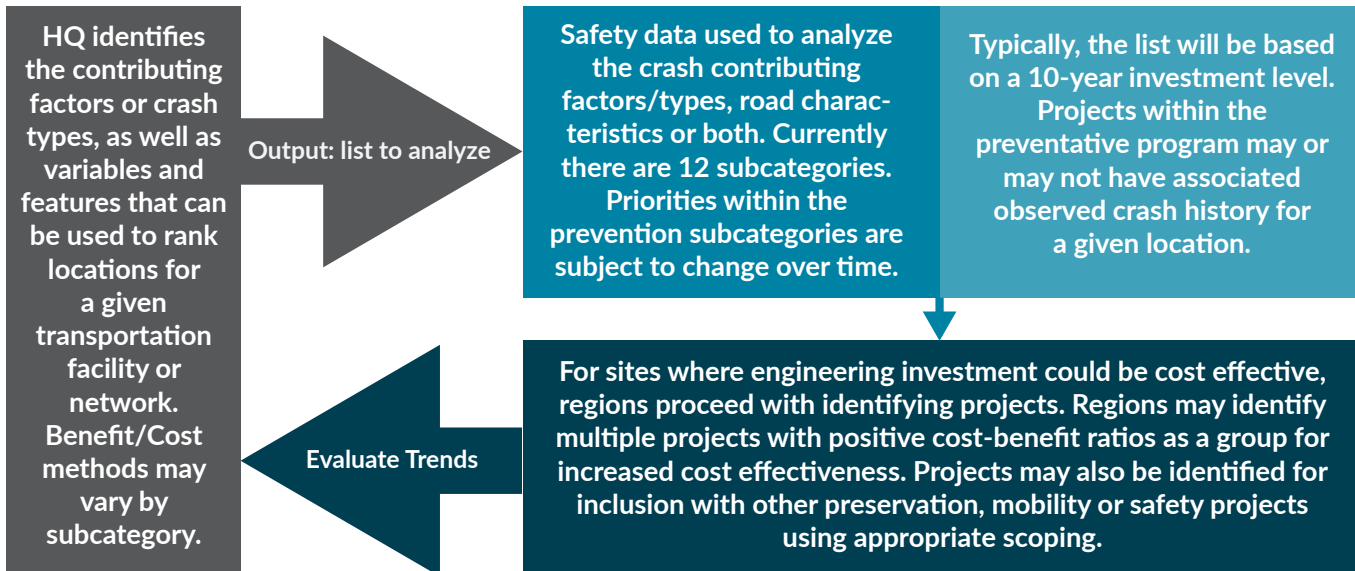 HQ identifies
the contributing
factors or crash
types, as well as
variables and
features that can
be used to rank
locations for
a given
transportation
facility or
network.
Benefit/Cost
methods may
vary by
subcategory.
Output: list to analyze
Safety data used to analyze
the crash contributing
factors/types, road charac-
teristics or both. Currently
there are 12 subcategories.
Priorities within the
prevention subcategories are
subject to change over time.
Typically, the list will be based
on a 10-year investment level.
Projects within the
preventative program may or
may not have associated
observed crash history for
a given location.
For sites where engineering investment could be cost effective,
regions proceed with identifying projects. Regions may identify
multiple projects with positive cost-benefit ratios as a group for
increased cost effectiveness. Projects may also be identified for
inclusion with other preservation, mobility or safety projects
using appropriate scoping.
Evaluate Trends